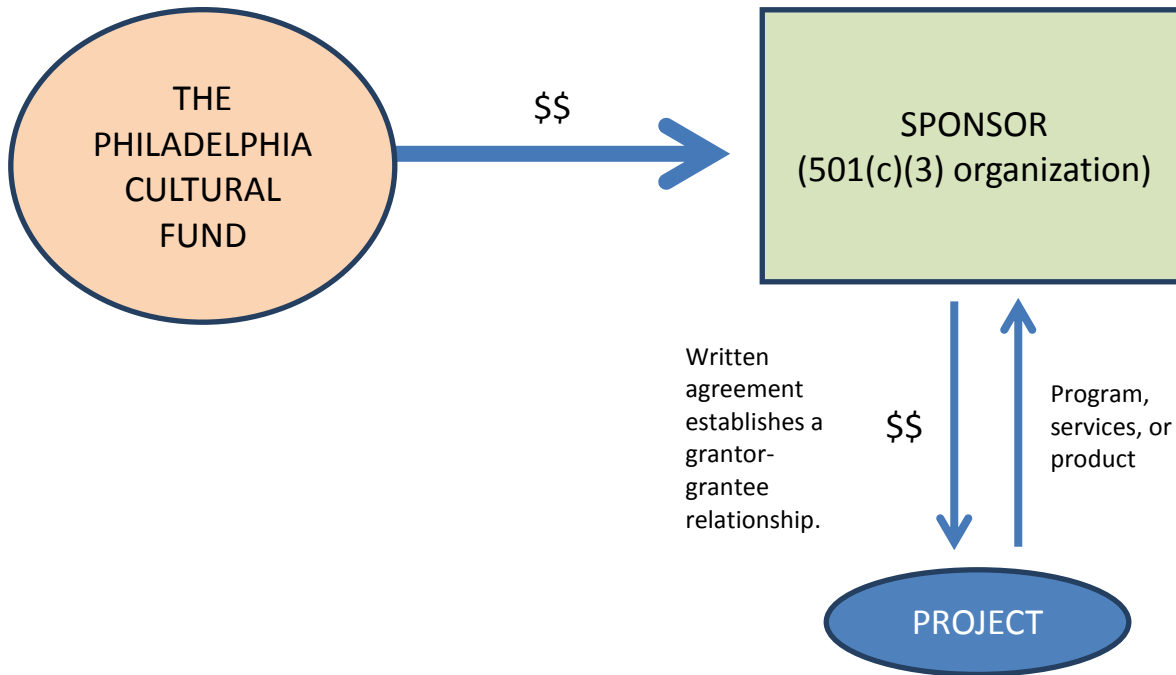 THE
PHILADELPHIA
CULTURAL
FUND
$$
SPONSOR
(501(c)(3) organization)
Written
agreement
establishes a
grantor-
grantee
relationship.
$$
Program,
services, or
product
PROJECT